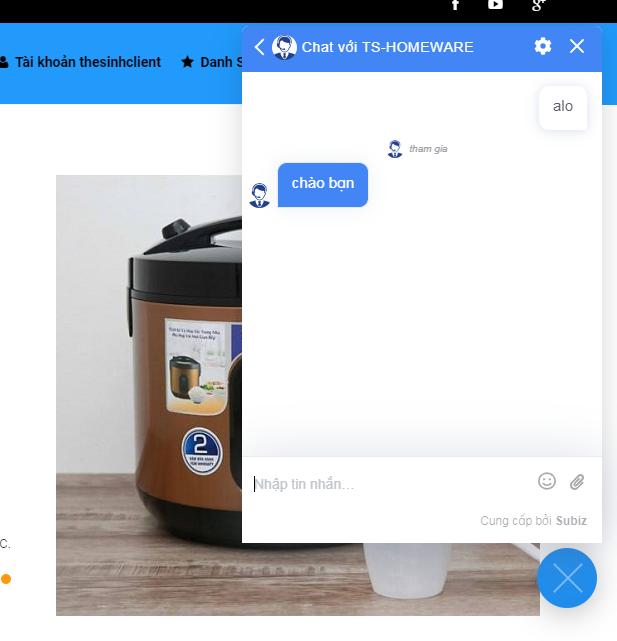 Tài khoản thesinhclient
Danh S
Chat với TS-HOMEWARE
alo
tham gia
chào bạn
2
Nhập tin nhắn...
Cung cấp bởi Subiz
c.